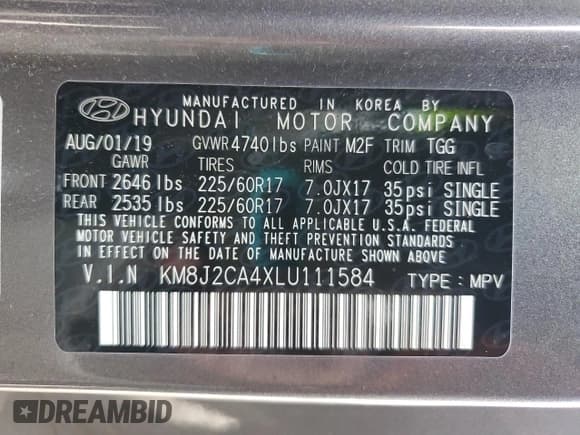 MANUFACTURED IN KOREA BY
HYUNDAI MOTOR COMPANY
AUG/01/19 GVWR 4740lbs PAINT M2F TRIM TGG
GAWR TIRES RIMS COLD TIRE INFL
FRONT 2646 lbs 225/60R17 7.0JX17 35psi SINGLE
REAR 2535 lbs 225/60R17 7.0JX17 35psi SINGLE
THIS VEHICLE CONFORMS TO ALL APPLICABLE U.S.A. FEDERAL
MOTOR VEHICLE SAFETY AND THEFT PREVENTION STANDARDS
IN EFFECT ON THE DATE OF MANUFACTURE SHOWN ABOVE
V.I.N KM8J2CA4XLU111584 TYPE : MPV
DREAMBID